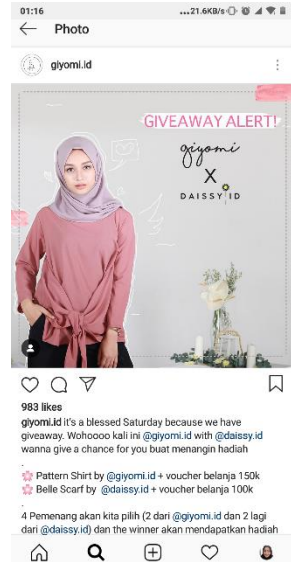 01:16
...21.6KB/s
Photo
giyomi.id
GIVEAWAY ALERT!
giyomi
X
DAISSY ID
983 likes
giyomi.id it's a blessed Saturday because we have
giveaway. Wohoooo kali ini @giyomi.id with @daissy.id
wanna give a chance for you buat menangin hadiah
.
🌸 Pattern Shirt by @giyomi.id + voucher belanja 150k
🌸 Belle Scarf by @daissy.id + voucher belanja 100k
.
4 Pemenang akan kita pilih (2 dari @giyomi.id dan 2 lagi
dari @daissy.id) dan the winner akan mendapatkan hadiah